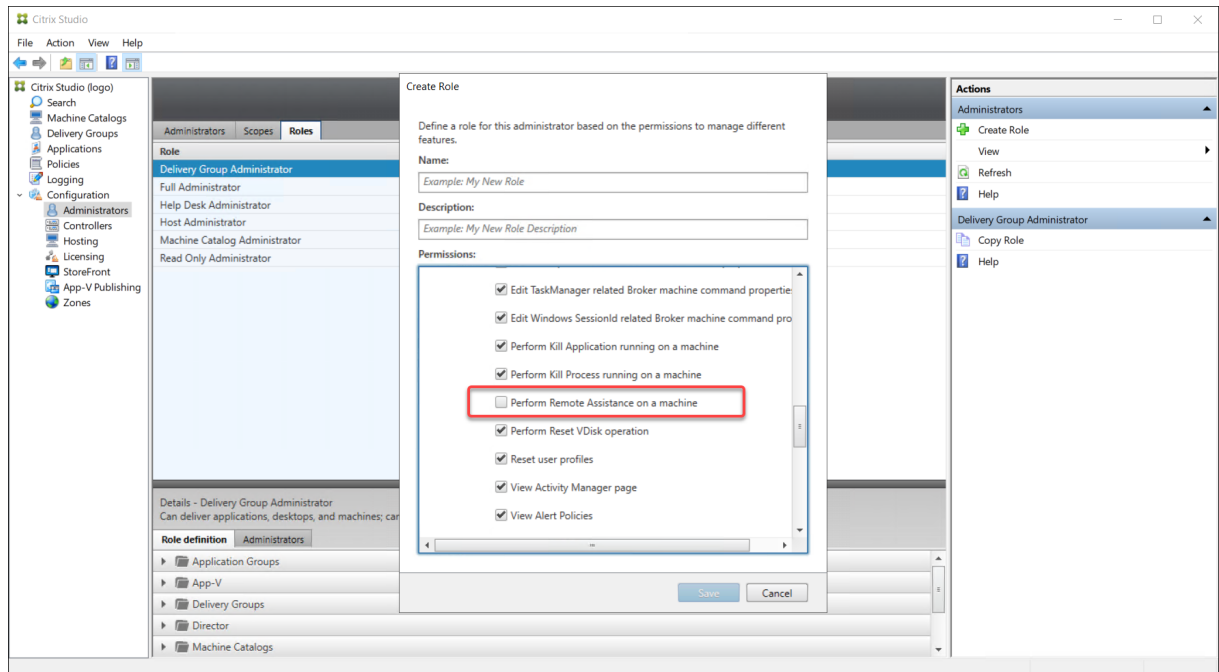 Citrix Studio
File Action View Help
Citrix Studio (logo)
Search
Machine Catalogs
Delivery Groups
Applications
Policies
Logging
Configuration
Administrators
Controllers
Hosting
Licensing
StoreFront
App-V Publishing
Zones
Administrators Scopes Roles
Role
Delivery Group Administrator
Full Administrator
Help Desk Administrator
Host Administrator
Machine Catalog Administrator
Read Only Administrator
Details - Delivery Group Administrator
Can deliver applications, desktops, and machines; car
Role definition Administrators
Application Groups
App-V
Delivery Groups
Director
Machine Catalogs
Create Role
Define a role for this administrator based on the permissions to manage different
features.
Name:
Example: My New Role
Description:
Example: My New Role Description
Permissions:
Edit TaskManager related Broker machine command propertie
Edit Windows SessionId related Broker machine command pro
Perform Kill Application running on a machine
Perform Kill Process running on a machine
Perform Remote Assistance on a machine
Perform Reset VDisk operation
Reset user profiles
View Activity Manager page
View Alert Policies
Save Cancel
Actions
Administrators
Create Role
View
Refresh
Help
Delivery Group Administrator
Copy Role
Help